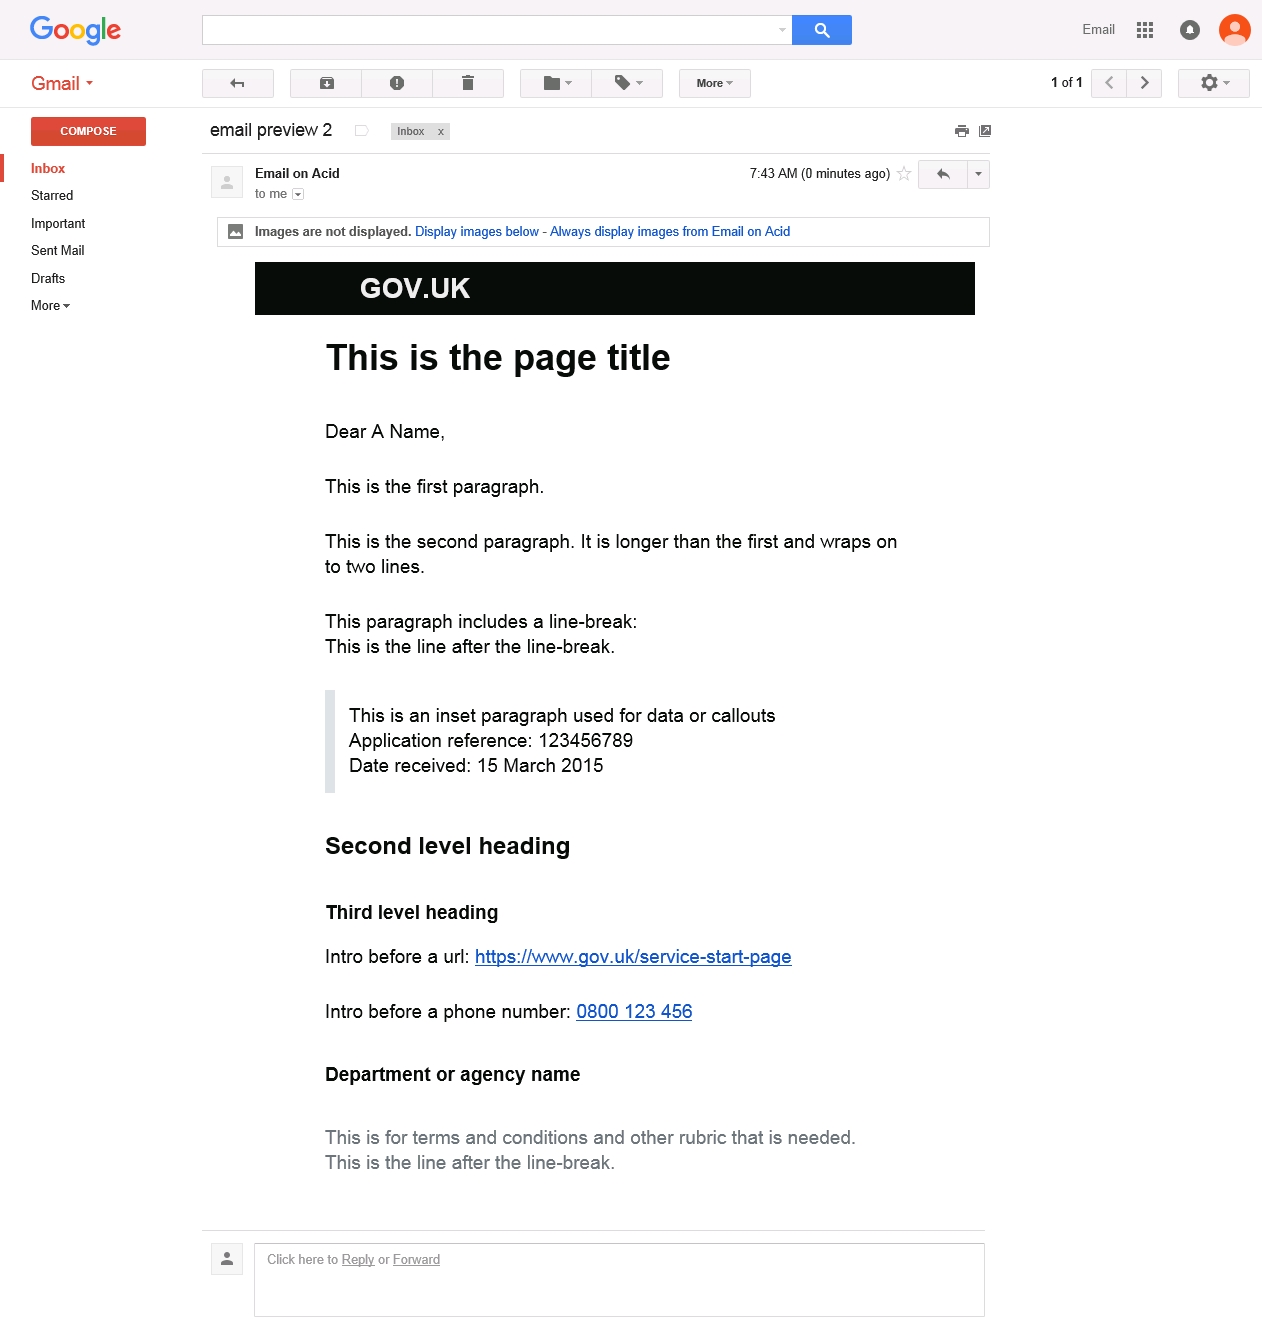 Google
Email
Gmail
More
1 of 1
COMPOSE
Inbox
Starred
Important
Sent Mail
Drafts
More
email preview 2
Inbox x
Email on Acid
7:43 AM (0 minutes ago)
to me
Images are not displayed. Display images below - Always display images from Email on Acid
GOV.UK
This is the page title
Dear A Name,
This is the first paragraph.
This is the second paragraph. It is longer than the first and wraps on
to two lines.
This paragraph includes a line-break:
This is the line after the line-break.
This is an inset paragraph used for data or callouts
Application reference: 123456789
Date received: 15 March 2015
Second level heading
Third level heading
Intro before a url: https://www.gov.uk/service-start-page
Intro before a phone number: 0800 123 456
Department or agency name
This is for terms and conditions and other rubric that is needed.
This is the line after the line-break.
Click here to Reply or Forward